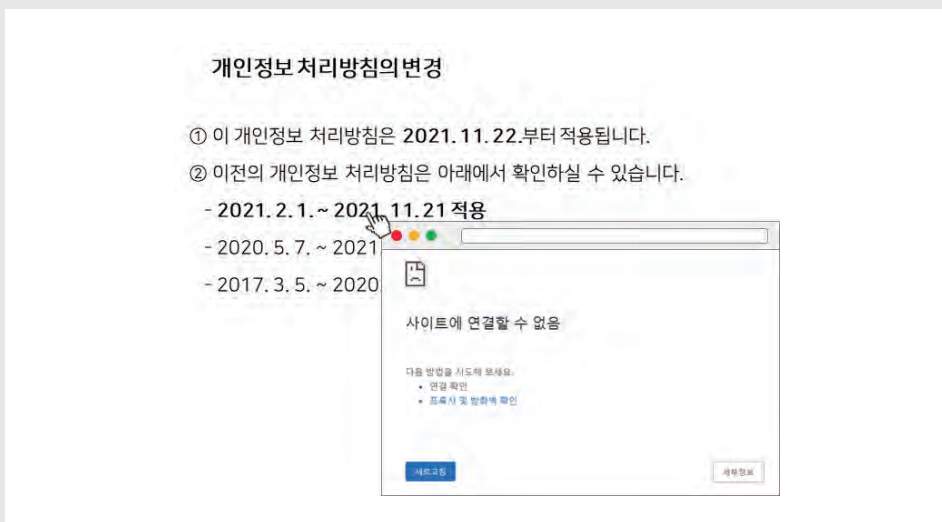 개인정보 처리방침의 변경
① 이 개인정보 처리방침은 2021. 11. 22.부터 적용됩니다.
② 이전의 개인정보 처리방침은 아래에서 확인하실 수 있습니다.
- 2021. 2. 1. ~ 2021. 11. 21 적용
- 2020. 5. 7. ~ 2021
- 2017. 3. 5. ~ 2020
사이트에 연결할 수 없음
다음 방법을 시도해 보세요.
• 연결 확인
• 프록시 및 방화벽 확인
새로고침
세부정보